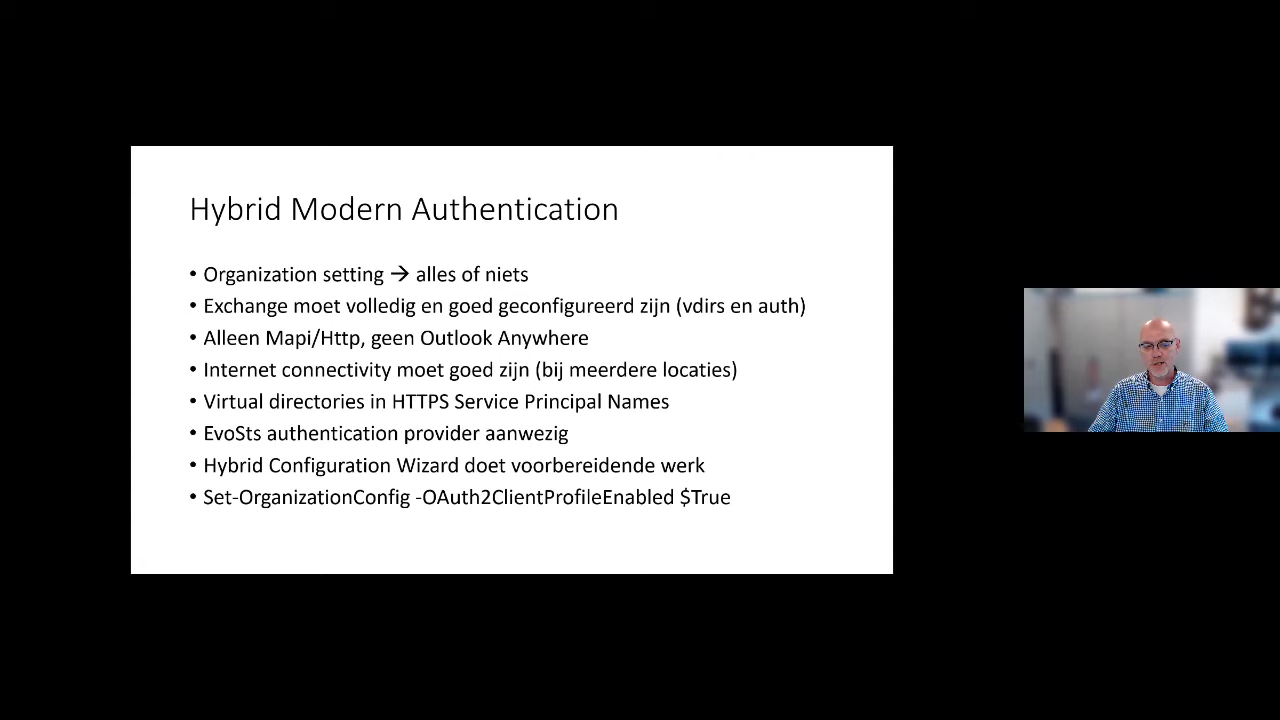 Hybrid Modern Authentication
• Organization setting → alles of niets
• Exchange moet volledig en goed geconfigureerd zijn (vdirs en auth)
• Alleen Mapi/Http, geen Outlook Anywhere
• Internet connectivity moet goed zijn (bij meerdere locaties)
• Virtual directories in HTTPS Service Principal Names
• EvoSts authentication provider aanwezig
• Hybrid Configuration Wizard doet voorbereidende werk
• Set-OrganizationConfig -OAuth2ClientProfileEnabled $True